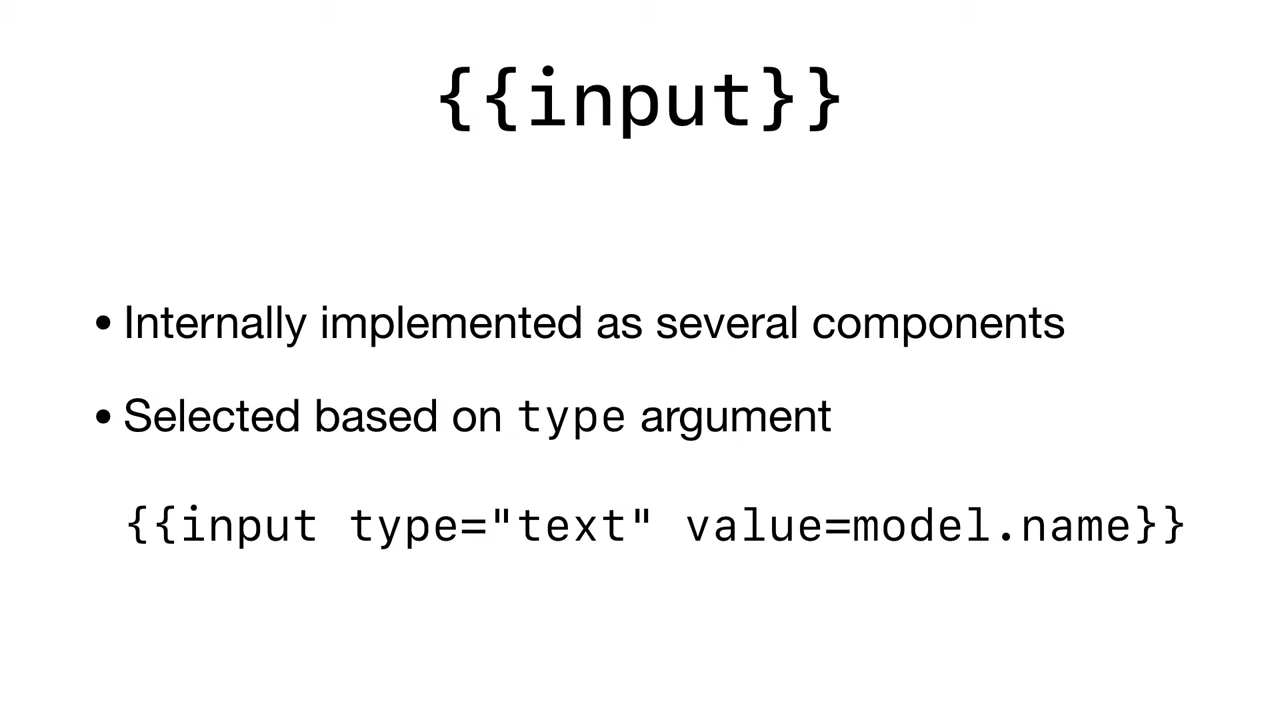 {{input}}
• Internally implemented as several components
• Selected based on type argument
{{input type="text" value=model.name}}